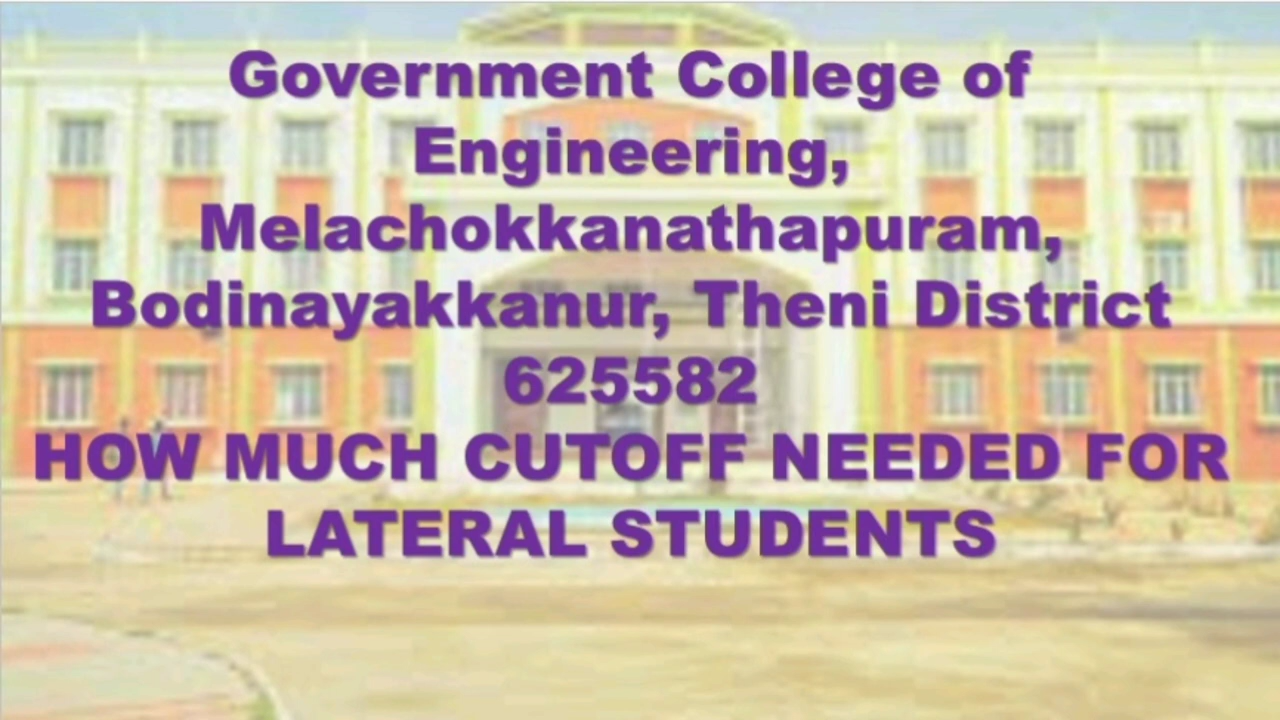 Government College of
Engineering,
Melachokkanathapuram,
Bodinayakkanur, Theni District
625582
HOW MUCH CUTOFF NEEDED FOR
LATERAL STUDENTS